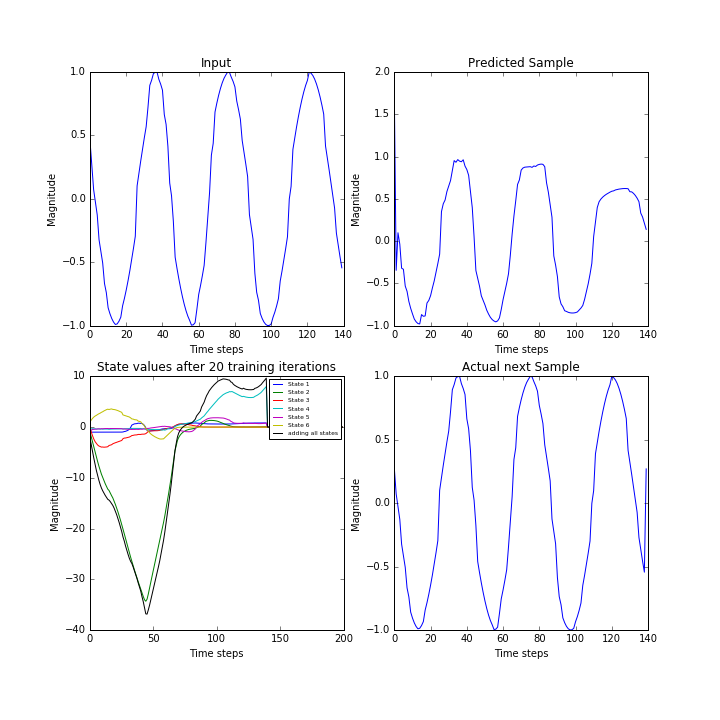 Input
1.0
0.5
0.0
−0.5
−1.0
Magnitude
0 20 40 60 80 100 120 140
Time steps
Predicted Sample
2.0
1.5
1.0
0.5
0.0
−0.5
−1.0
Magnitude
0 20 40 60 80 100 120 140
Time steps
State values after 20 training iterations
10
0
−10
−20
−30
−40
Magnitude
0 50 100 150 200
Time steps
State 1
State 2
State 3
State 4
State 5
State 6
adding all states
Actual next Sample
1.0
0.5
0.0
−0.5
−1.0
Magnitude
0 20 40 60 80 100 120 140
Time steps